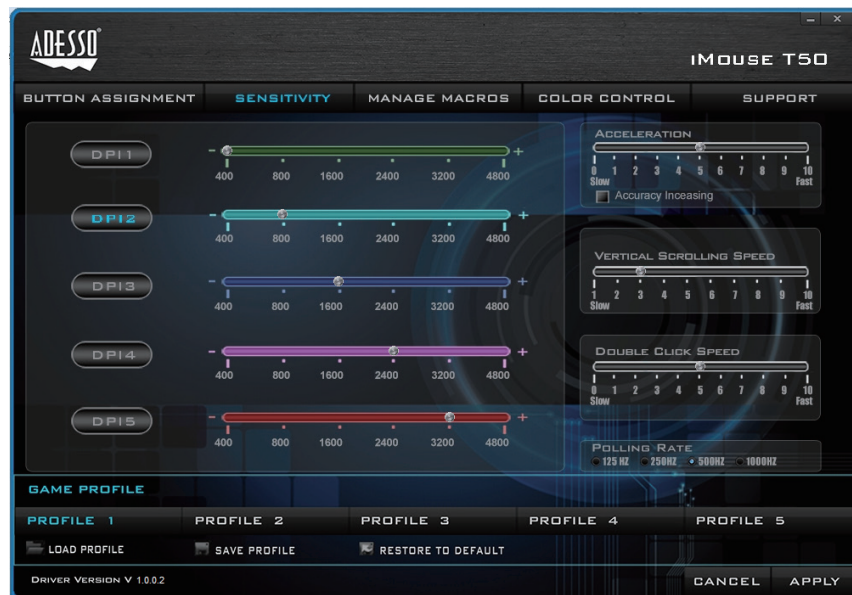 ADESSO®
iMouse T50
BUTTON ASSIGNMENT SENSITIVITY MANAGE MACROS COLOR CONTROL SUPPORT
DPI1 - +
400 800 1600 2400 3200 4800
DPI2 - +
400 800 1600 2400 3200 4800
DPI3 - +
400 800 1600 2400 3200 4800
DPI4 - +
400 800 1600 2400 3200 4800
DPI5 - +
400 800 1600 2400 3200 4800
ACCELERATION
0 1 2 3 4 5 6 7 8 9 10
Slow Fast
Accuracy Inceasing
VERTICAL SCROLLING SPEED
1 2 3 4 5 6 7 8 9 10
Slow Fast
DOUBLE CLICK SPEED
0 1 2 3 4 5 6 7 8 9 10
Slow Fast
POLLING RATE
125 HZ 250HZ 500HZ 1000HZ
GAME PROFILE
PROFILE 1 PROFILE 2 PROFILE 3 PROFILE 4 PROFILE 5
LOAD PROFILE SAVE PROFILE RESTORE TO DEFAULT
DRIVER VERSION V 1.0.0.2
CANCEL APPLY